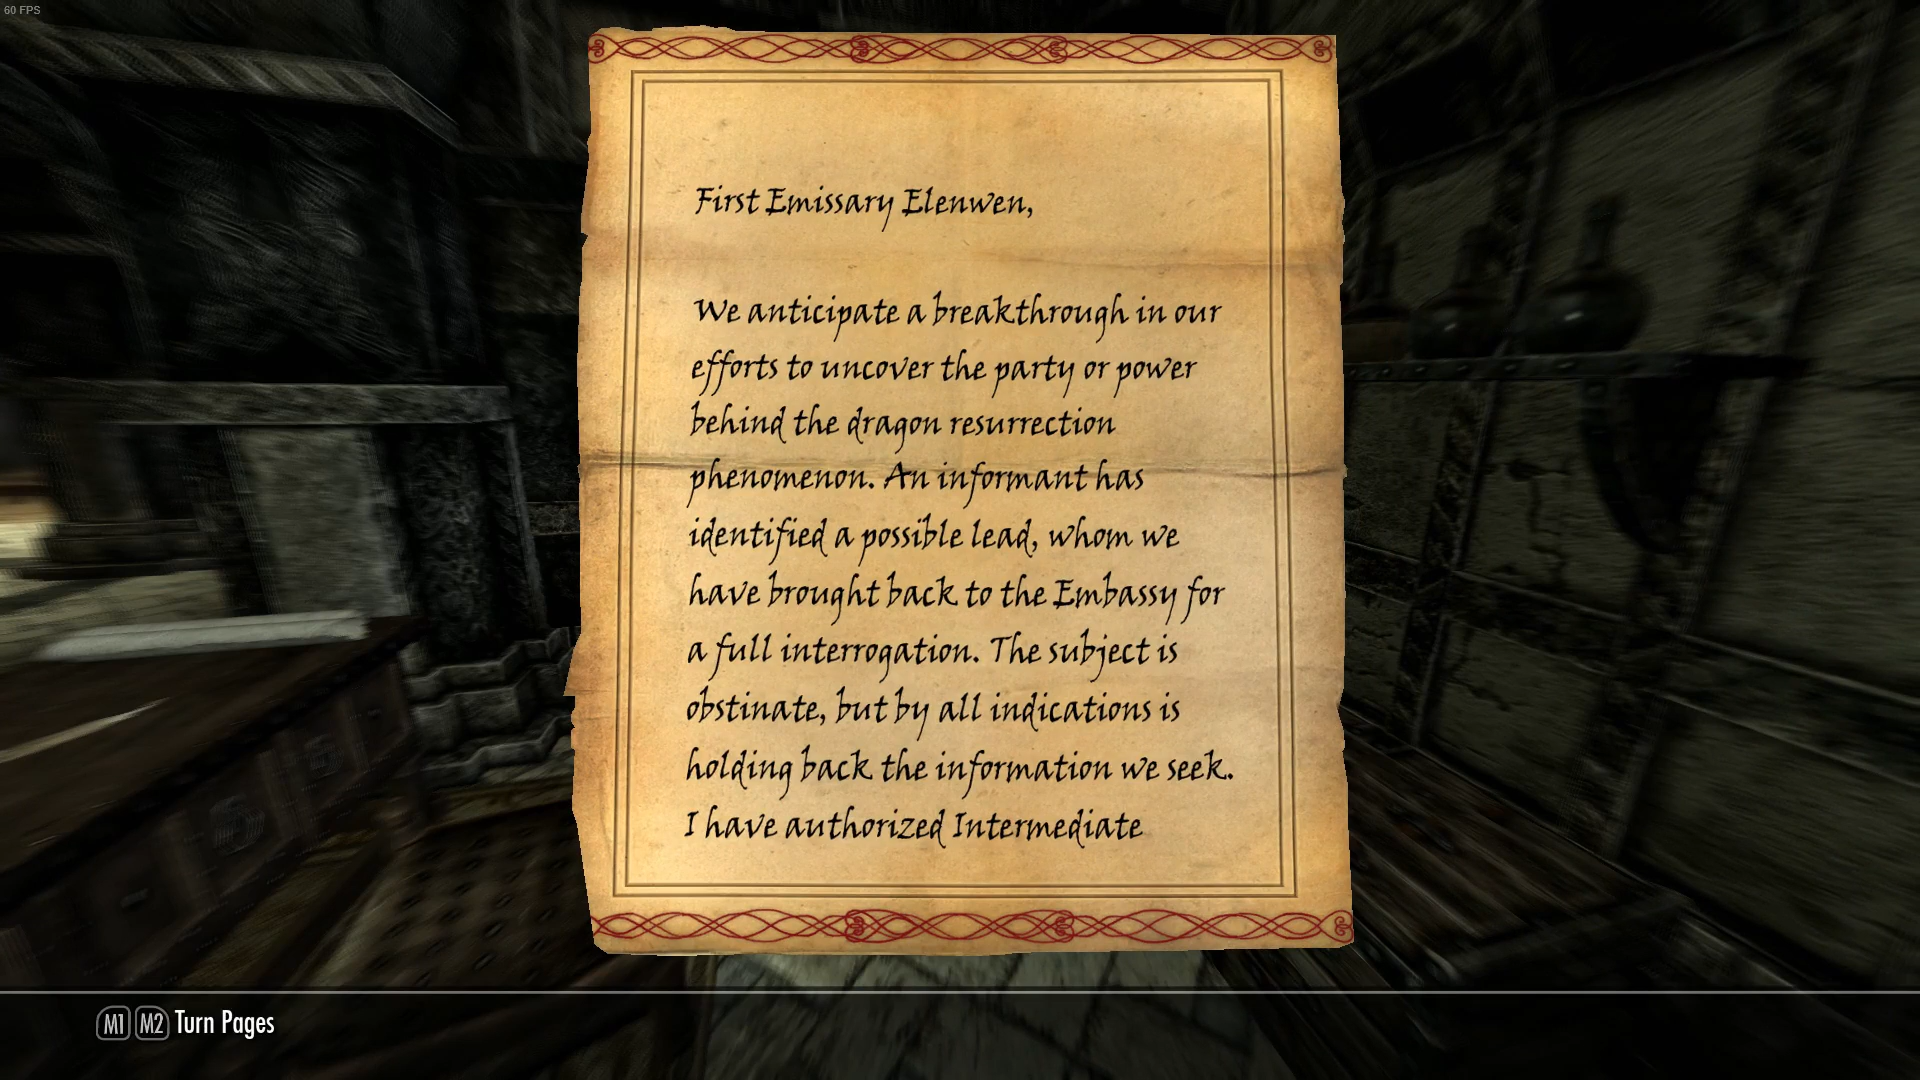 60 FPS
First Emissary Elenwen,
We anticipate a breakthrough in our
efforts to uncover the party or power
behind the dragon resurrection
phenomenon. An informant has
identified a possible lead, whom we
have brought back to the Embassy for
a full interrogation. The subject is
obstinate, but by all indications is
holding back the information we seek.
I have authorized Intermediate
M1 M2 Turn Pages